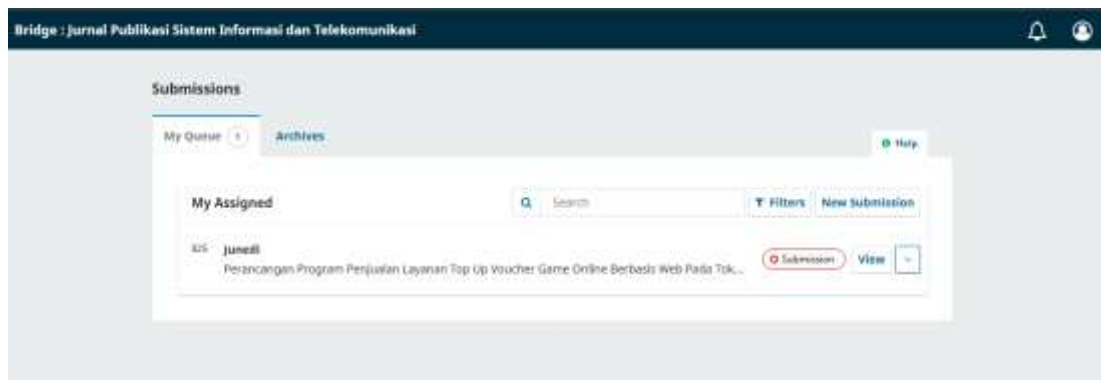 Bridge : Jurnal Publikasi Sistem Informasi dan Telekomunikasi
Submissions
My Queue 1
Archives
Help
My Assigned
Search
Filters
New Submission
Junedi
Perancangan Program Penjualan Layanan Top Up Voucher Game Online Berbasis Web Pada Tok...
Submission
View